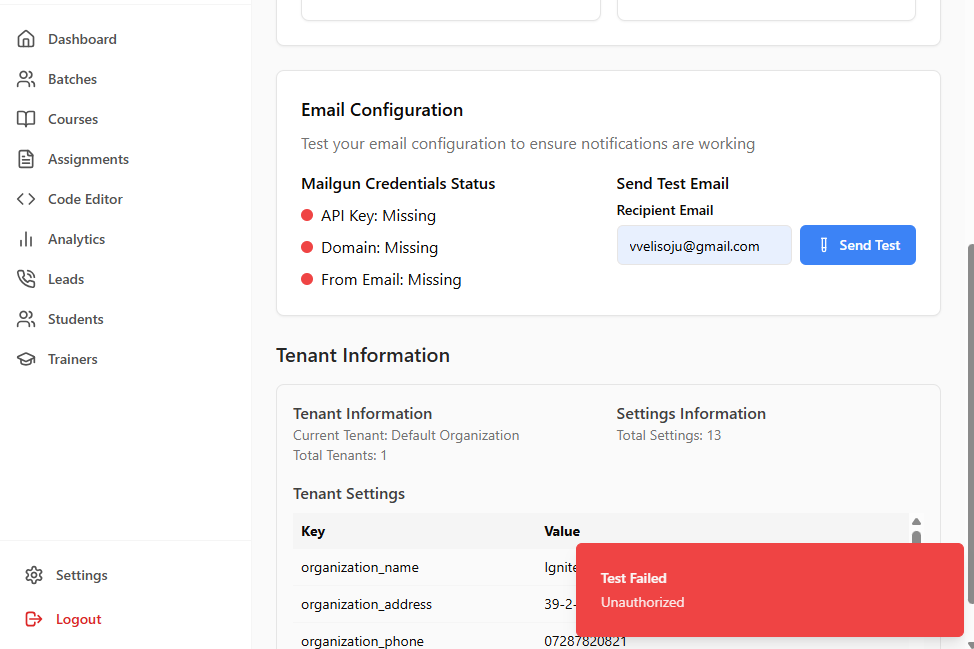 Dashboard
Batches
Courses
Assignments
Code Editor
Analytics
Leads
Students
Trainers
Settings
Logout
Email Configuration
Test your email configuration to ensure notifications are working
Mailgun Credentials Status
API Key: Missing
Domain: Missing
From Email: Missing
Send Test Email
Recipient Email
vvelisoju@gmail.com
Send Test
Tenant Information
Tenant Information
Current Tenant: Default Organization
Total Tenants: 1
Settings Information
Total Settings: 13
Tenant Settings
Key Value
organization_name Ignite
organization_address 39-2-
organization_phone 07287820821
Test Failed
Unauthorized